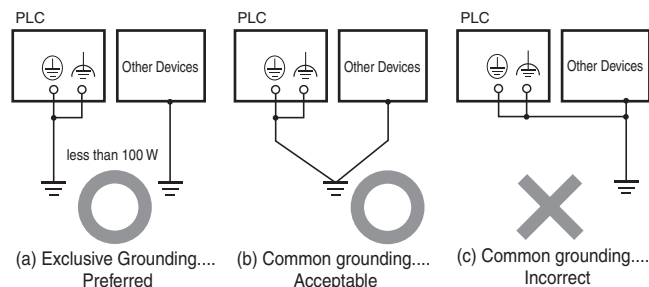 PLC
Other Devices
less than 100 W
(a) Exclusive Grounding....
Preferred
PLC
Other Devices
(b) Common grounding....
Acceptable
PLC
Other Devices
(c) Common grounding....
Incorrect